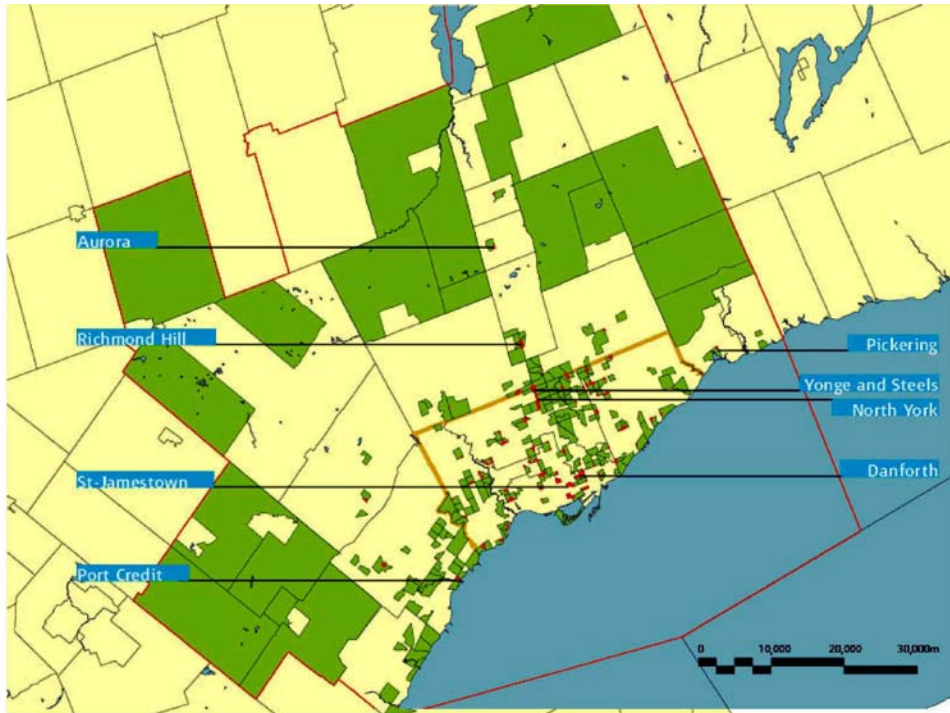 Aurora
Richmond Hill
Pickering
Yonge and Steels
North York
St-Jamestown
Danforth
Port Credit
0 10,000 20,000 30,000m